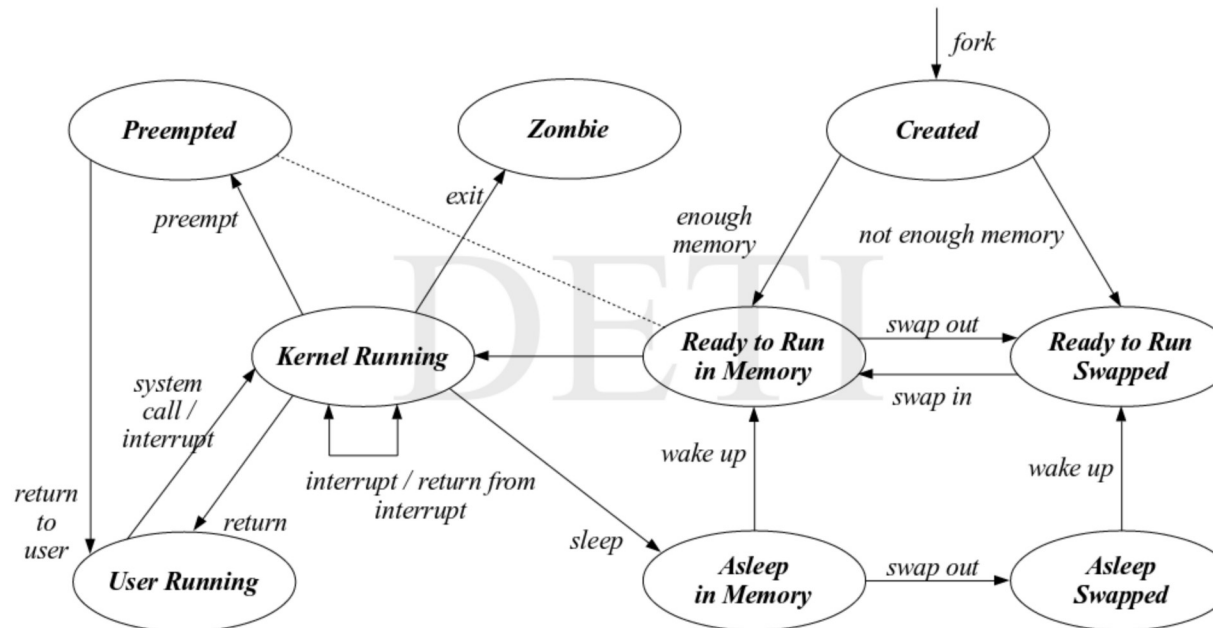 fork
Preempted
Zombie
Created
preempt
exit
enough
memory
not enough memory
DETI
Kernel Running
Ready to Run
in Memory
swap out
swap in
Ready to Run
Swapped
system
call /
interrupt
interrupt / return from
interrupt
wake up
wake up
return
to
user
return
sleep
User Running
Asleep
in Memory
swap out
Asleep
Swapped